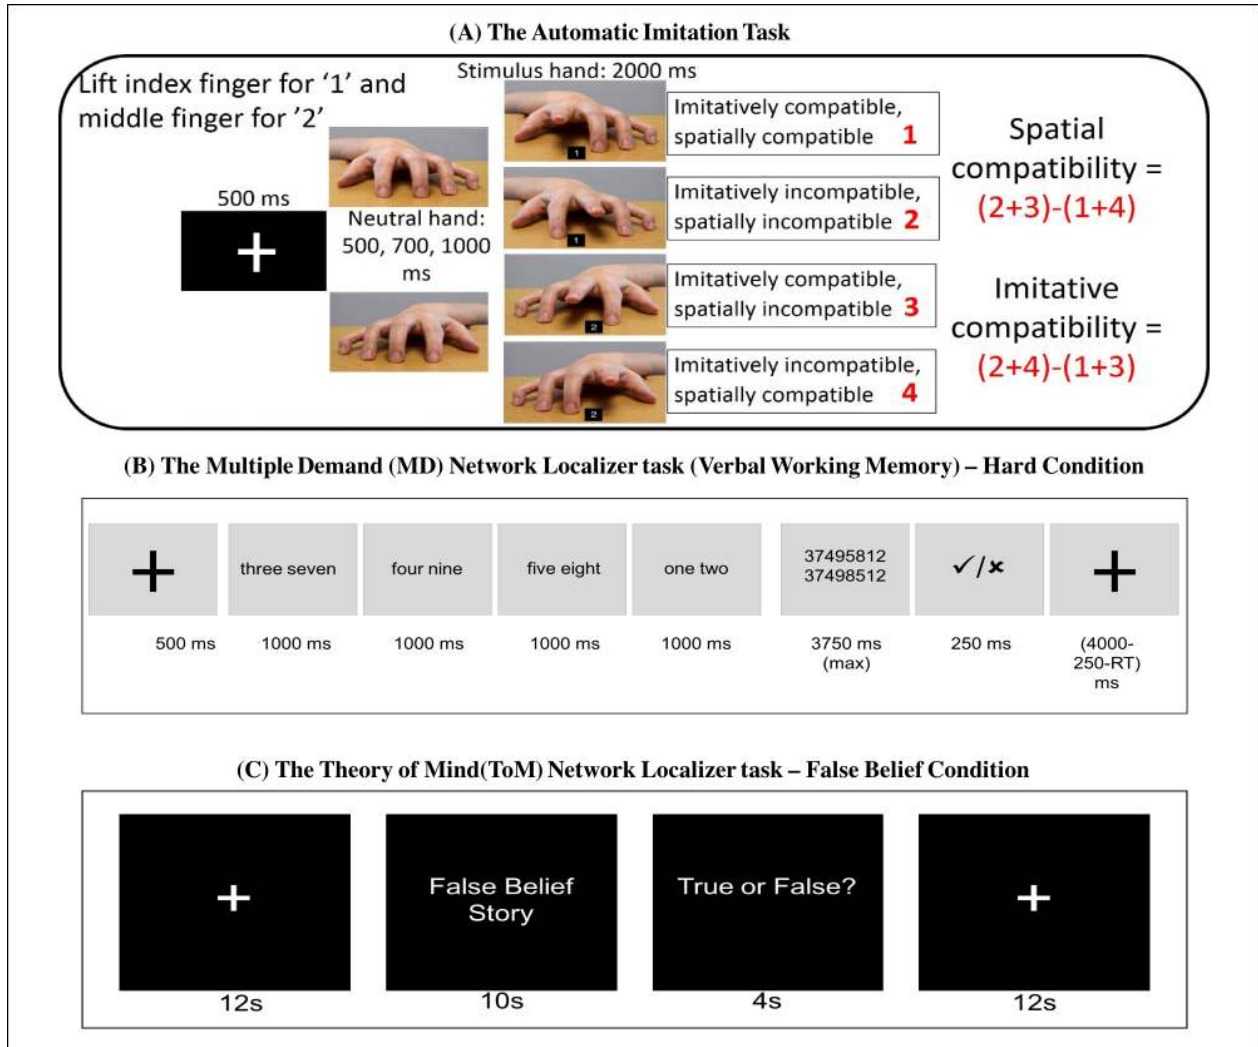 (A) The Automatic Imitation Task
Lift index finger for ‘1’ and
middle finger for ’2’
500 ms
Neutral hand:
500, 700, 1000
ms
Stimulus hand: 2000 ms
1
Imitatively compatible,
spatially compatible 1
1
Imitatively incompatible,
spatially incompatible 2
2
Imitatively compatible,
spatially incompatible 3
2
Imitatively incompatible,
spatially compatible 4
Spatial
compatibility =
(2+3)-(1+4)
Imitative
compatibility =
(2+4)-(1+3)
(B) The Multiple Demand (MD) Network Localizer task (Verbal Working Memory) – Hard Condition
three seven
four nine
five eight
one two
37495812
37498512
✓/×
500 ms
1000 ms
1000 ms
1000 ms
1000 ms
3750 ms
(max)
250 ms
(4000-
250-RT)
ms
(C) The Theory of Mind(ToM) Network Localizer task – False Belief Condition
False Belief
Story
True or False?
12s
10s
4s
12s